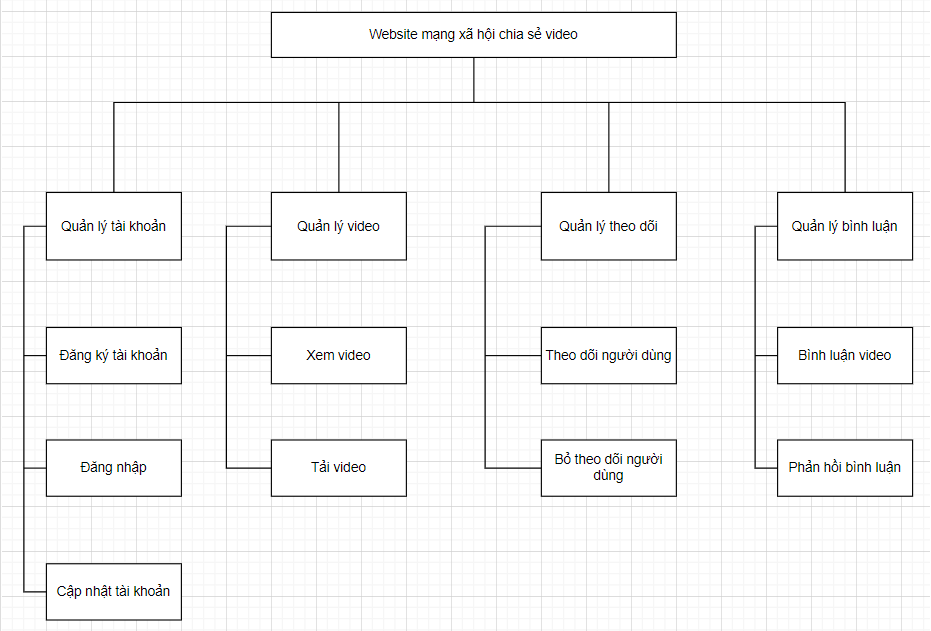 Website mạng xã hội chia sẻ video
Quản lý tài khoản
Quản lý video
Quản lý theo dõi
Quản lý bình luận
Đăng ký tài khoản
Xem video
Theo dõi người dùng
Bình luận video
Đăng nhập
Tải video
Bỏ theo dõi người
dùng
Phản hồi bình luận
Cập nhật tài khoản